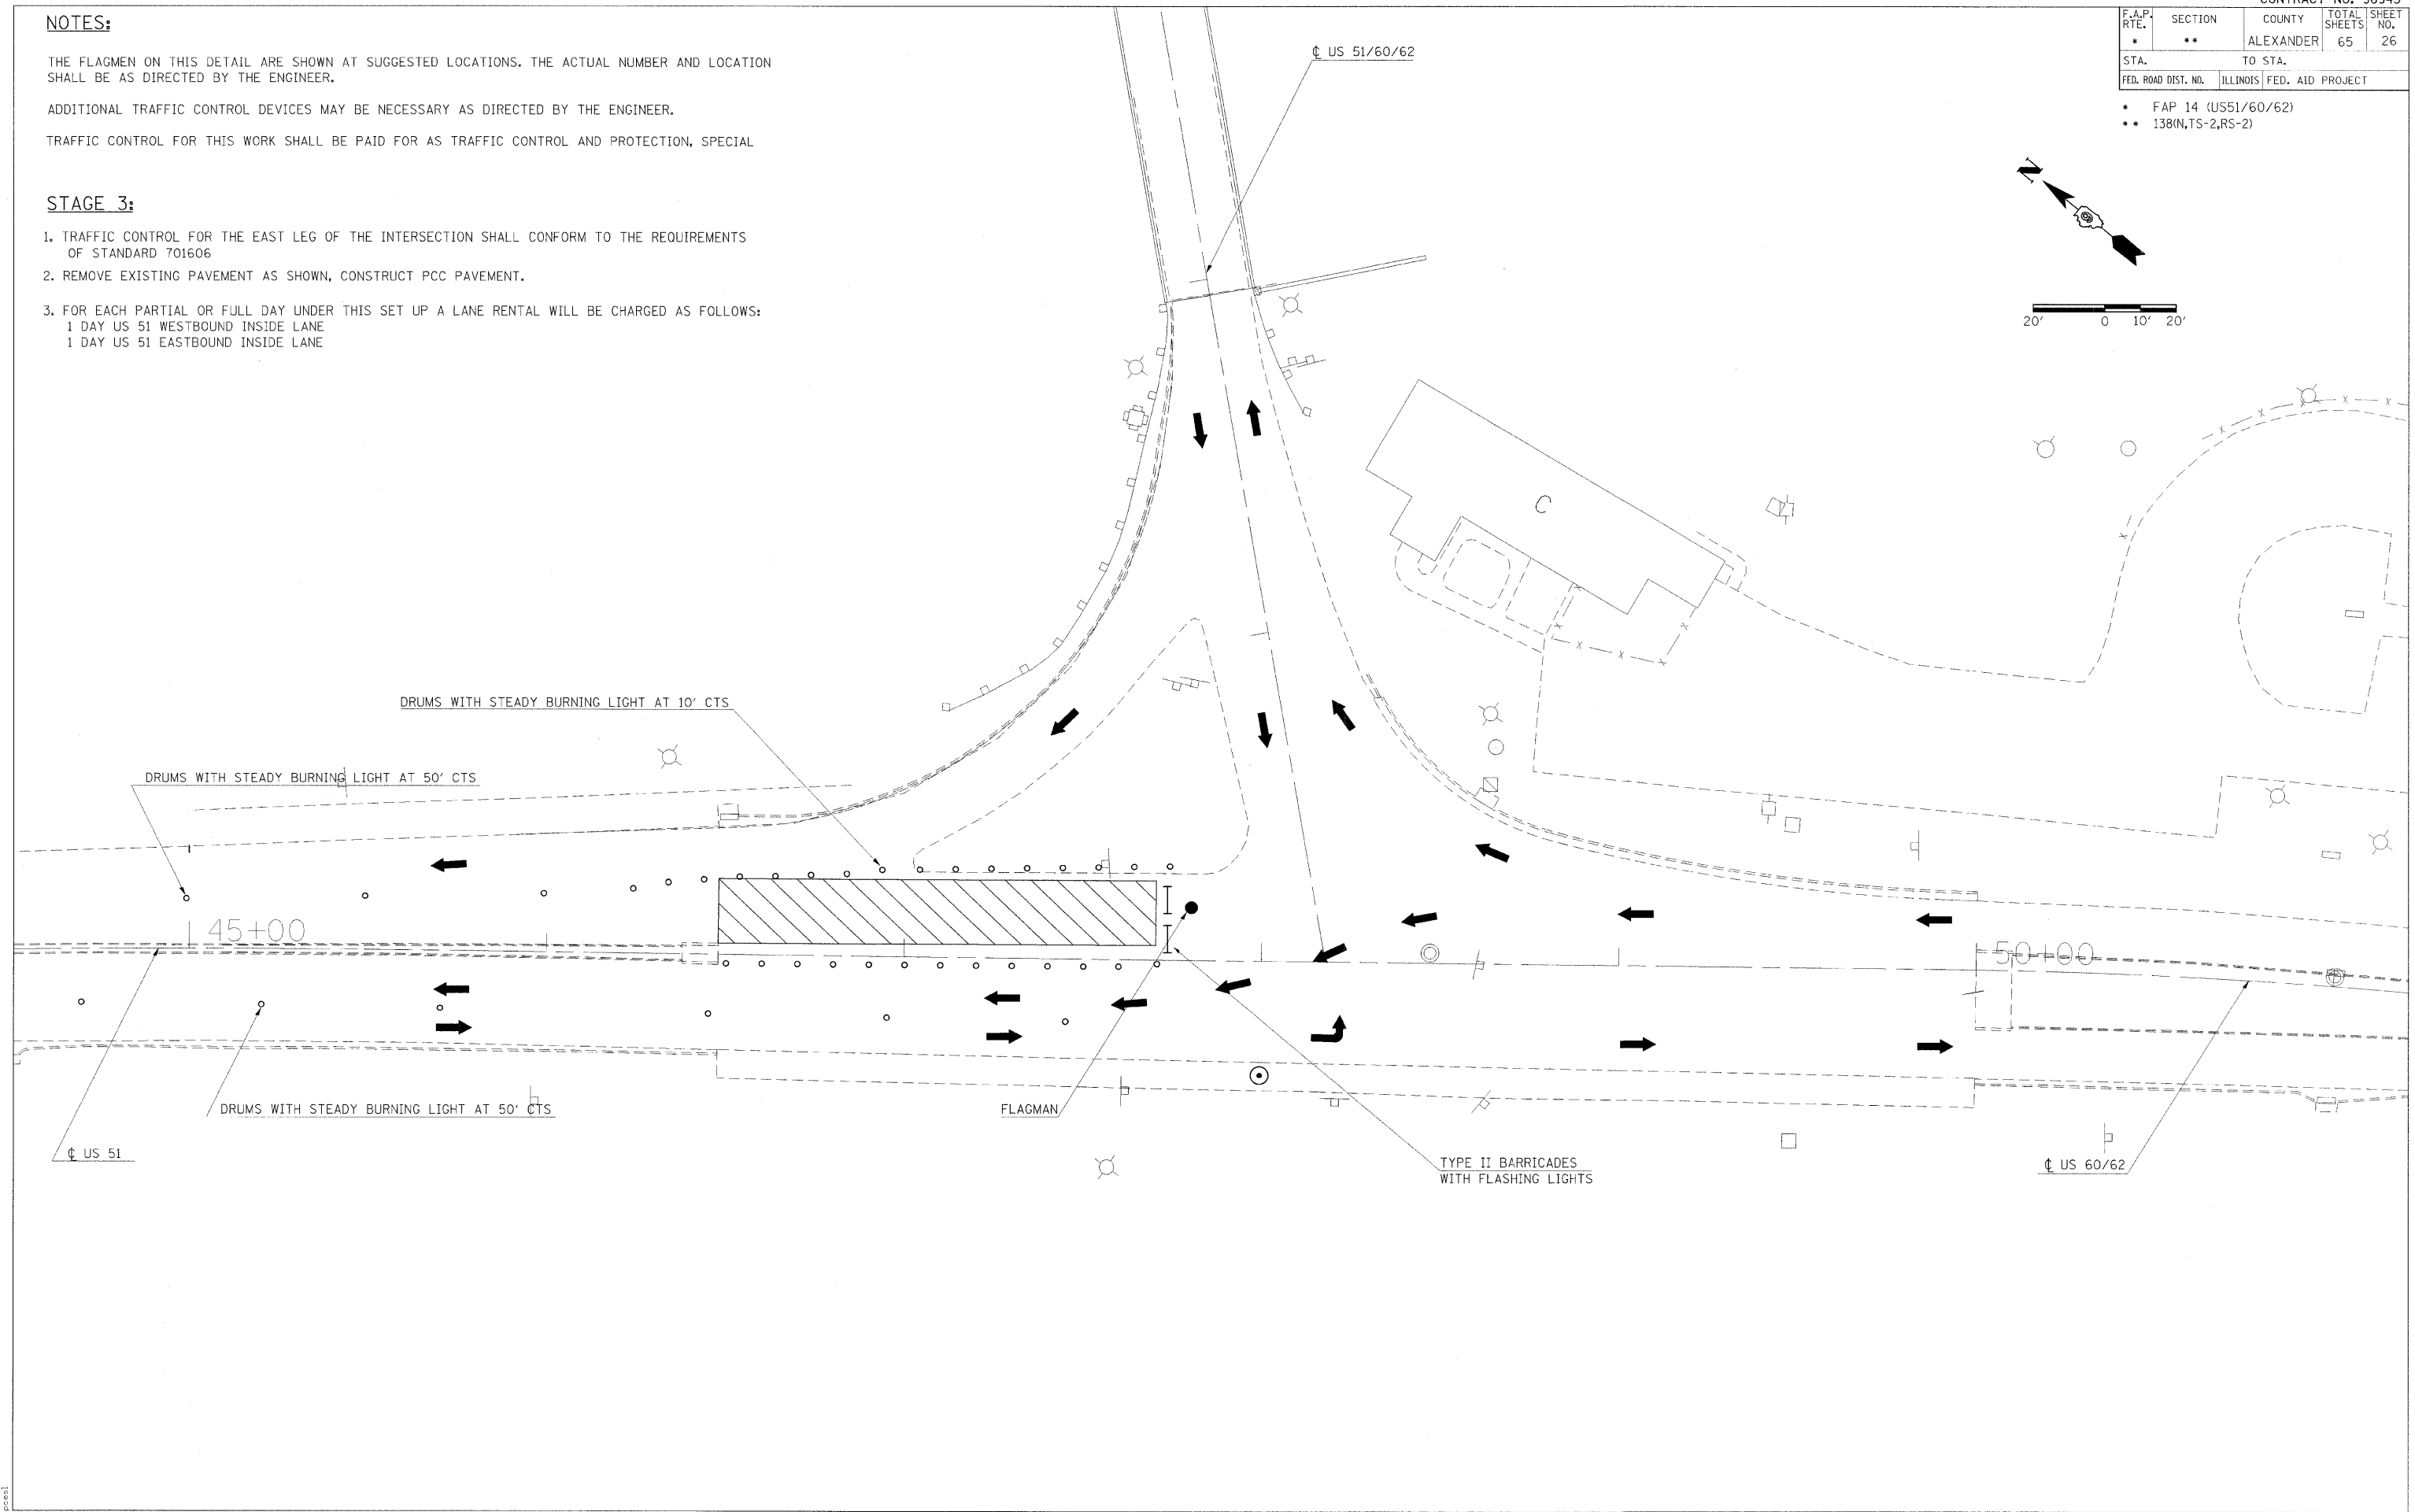 NOTES:
THE FLAGMEN ON THIS DETAIL ARE SHOWN AT SUGGESTED LOCATIONS. THE ACTUAL NUMBER AND LOCATION
SHALL BE AS DIRECTED BY THE ENGINEER.
ADDITIONAL TRAFFIC CONTROL DEVICES MAY BE NECESSARY AS DIRECTED BY THE ENGINEER.
TRAFFIC CONTROL FOR THIS WORK SHALL BE PAID FOR AS TRAFFIC CONTROL AND PROTECTION, SPECIAL
STAGE 3:
1. TRAFFIC CONTROL FOR THE EAST LEG OF THE INTERSECTION SHALL CONFORM TO THE REQUIREMENTS
OF STANDARD 701606
2. REMOVE EXISTING PAVEMENT AS SHOWN, CONSTRUCT PCC PAVEMENT.
3. FOR EACH PARTIAL OR FULL DAY UNDER THIS SET UP A LANE RENTAL WILL BE CHARGED AS FOLLOWS:
1 DAY US 51 WESTBOUND INSIDE LANE
1 DAY US 51 EASTBOUND INSIDE LANE
CONTRACT NO.
F.A.P. RTE. SECTION COUNTY TOTAL SHEETS SHEET NO.
* ** ALEXANDER 65 26
STA. TO STA.
FED. ROAD DIST. NO. ILLINOIS FED. AID PROJECT
* FAP 14 (US51/60/62)
** 138(N,TS-2,RS-2)
N
20' 0 10' 20'
℄ US 51/60/62
C
DRUMS WITH STEADY BURNING LIGHT AT 10' CTS
DRUMS WITH STEADY BURNING LIGHT AT 50' CTS
45+00
50+00
DRUMS WITH STEADY BURNING LIGHT AT 50' CTS
FLAGMAN
℄ US 51
TYPE II BARRICADES
WITH FLASHING LIGHTS
℄ US 60/62